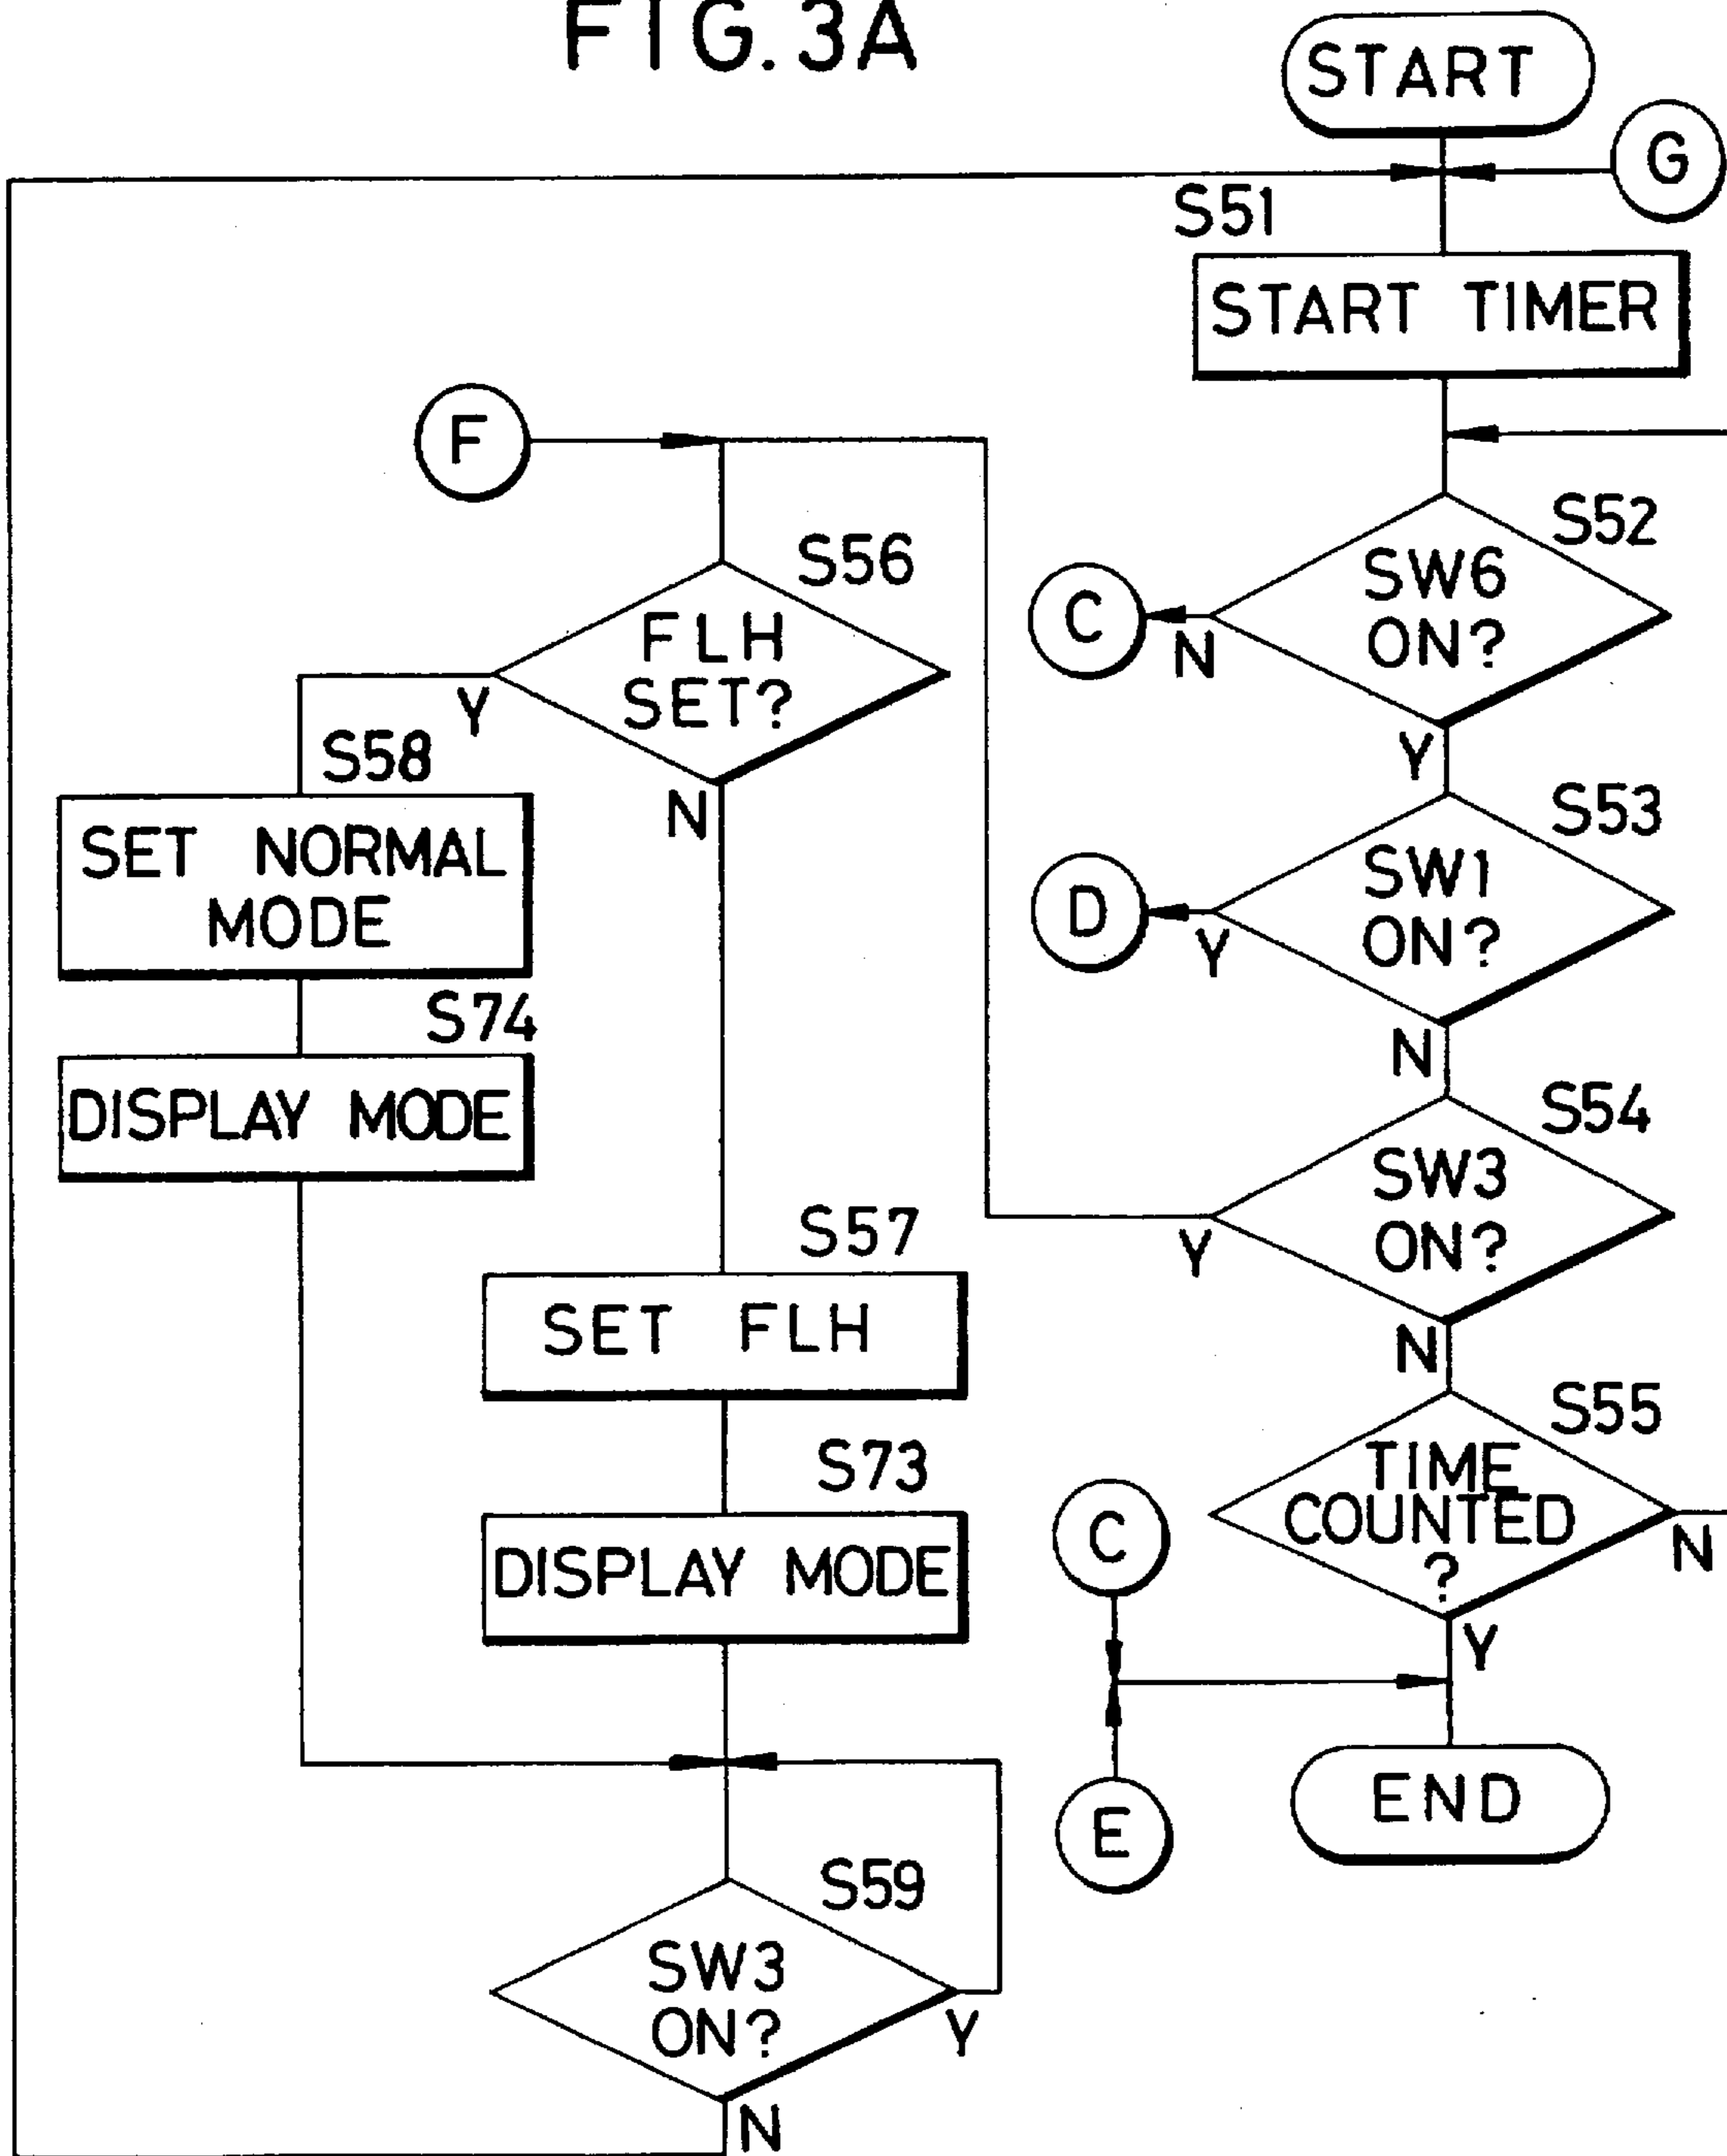 FIG. 3A
START
G
S51
START TIMER
F
S52
SW6
ON?
C
N
Y
S56
FLH
SET?
Y
N
S58
SET NORMAL
MODE
S74
DISPLAY MODE
S53
SW1
ON?
D
Y
N
S54
SW3
ON?
Y
N
S57
SET FLH
S73
DISPLAY MODE
S55
TIME
COUNTED
?
N
Y
C
E
END
S59
SW3
ON?
Y
N